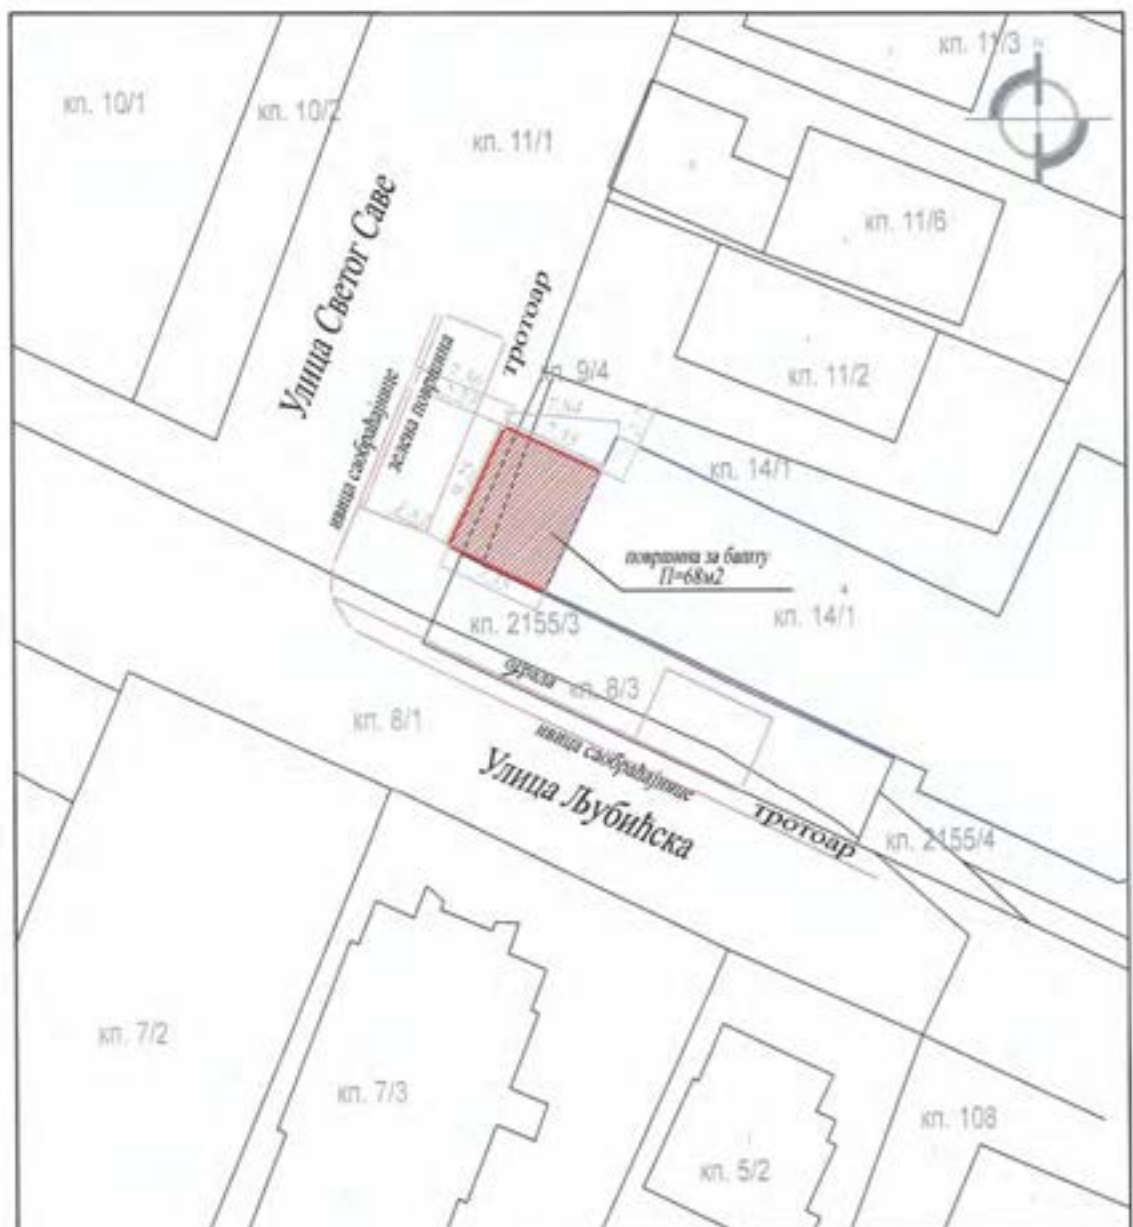 кп. 11/3
кп. 10/1
кп. 10/2
кп. 11/1
кп. 11/6
Улица Светог Саве
тротоар
кп. 9/4
кп. 11/2
зелена површина
ивица саобраћајнице
кп. 14/1
површина за башту
П=68м2
4
кп. 14/1
кп. 2155/3
ограда
кп. 8/3
кп. 8/1
ивица саобраћајнице
Улица Љубићска
тротоар
кп. 2155/4
кп. 7/2
кп. 7/3
кп. 108
кп. 5/2